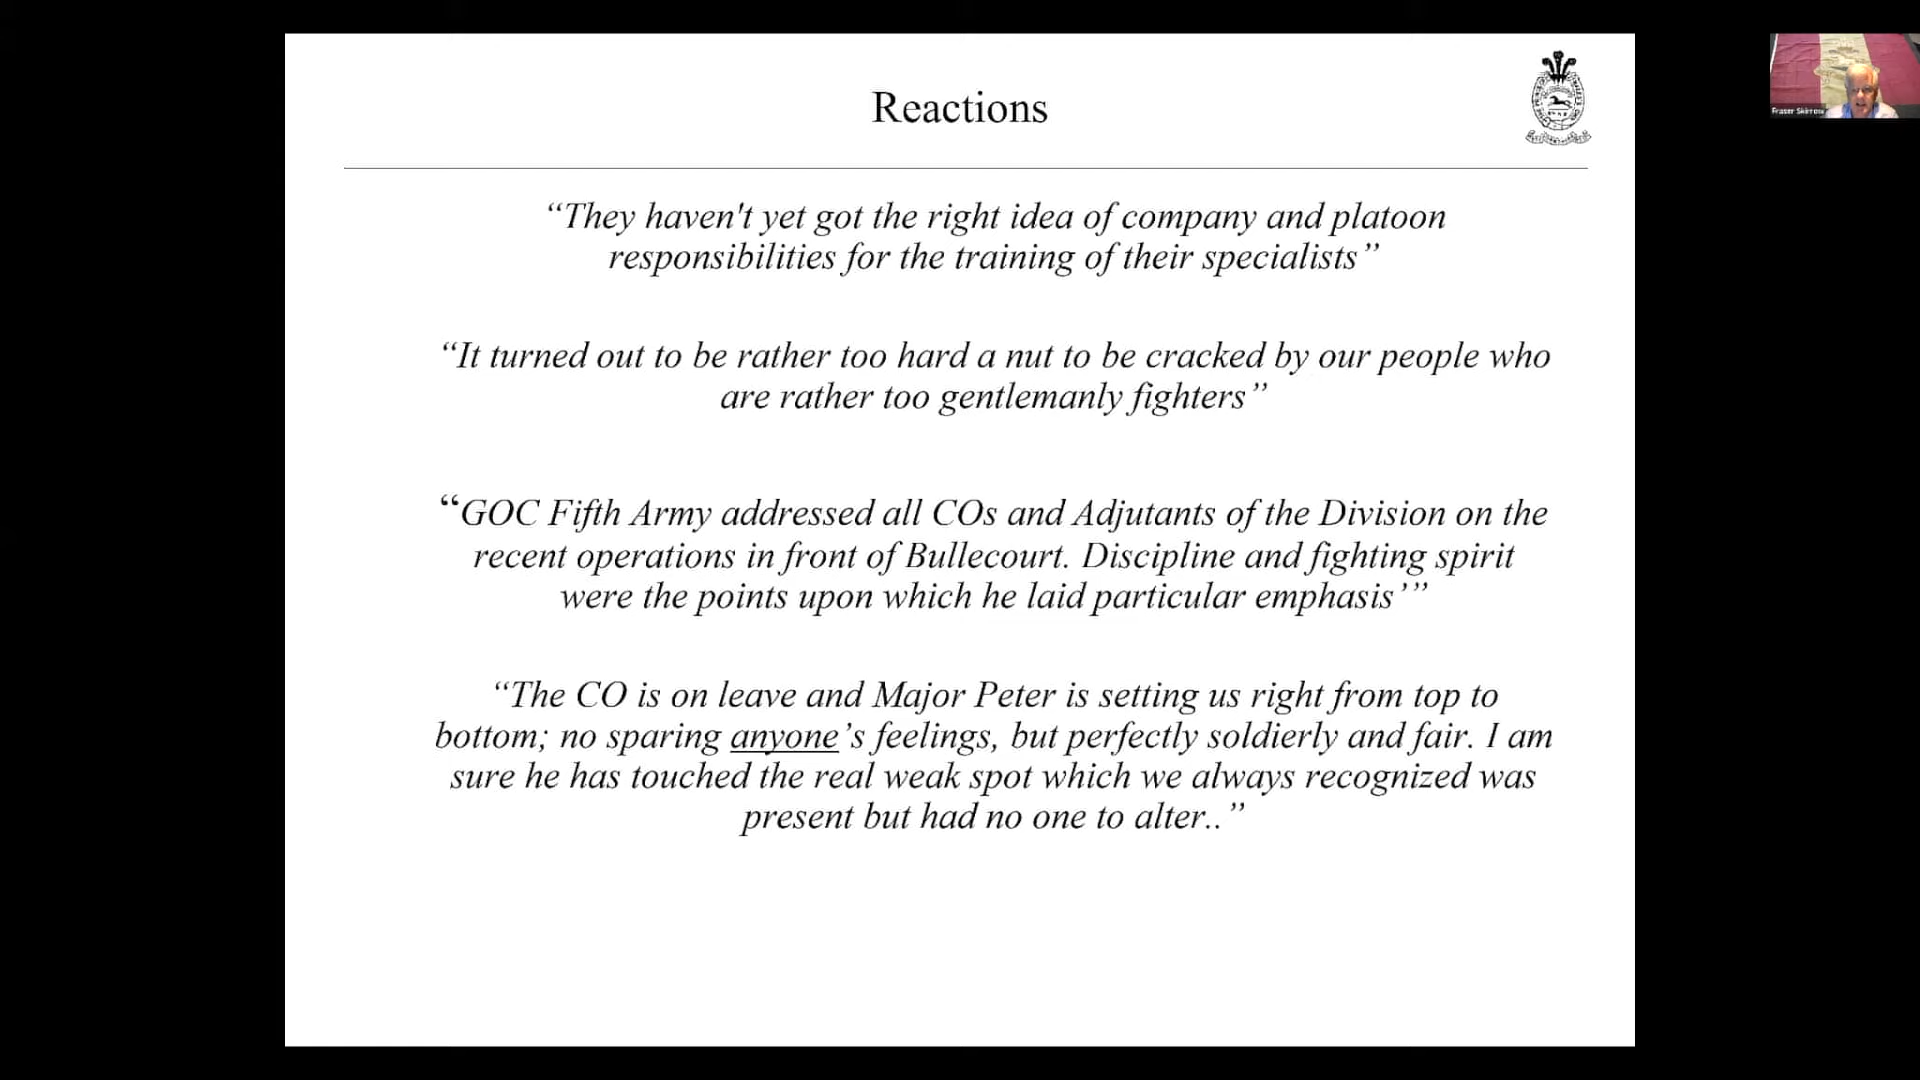 Reactions
Fraser Skirrow
“They haven't yet got the right idea of company and platoon
responsibilities for the training of their specialists”
“It turned out to be rather too hard a nut to be cracked by our people who
are rather too gentlemanly fighters”
“GOC Fifth Army addressed all COs and Adjutants of the Division on the
recent operations in front of Bullecourt. Discipline and fighting spirit
were the points upon which he laid particular emphasis’”
“The CO is on leave and Major Peter is setting us right from top to
bottom; no sparing anyone’s feelings, but perfectly soldierly and fair. I am
sure he has touched the real weak spot which we always recognized was
present but had no one to alter..”